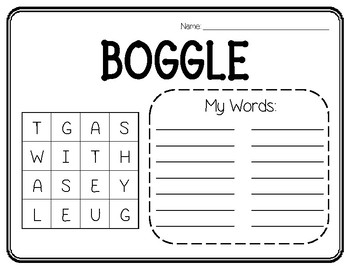 Name:
BOGGLE
My Words:
T G A S
W I T H
A S E Y
L E U G